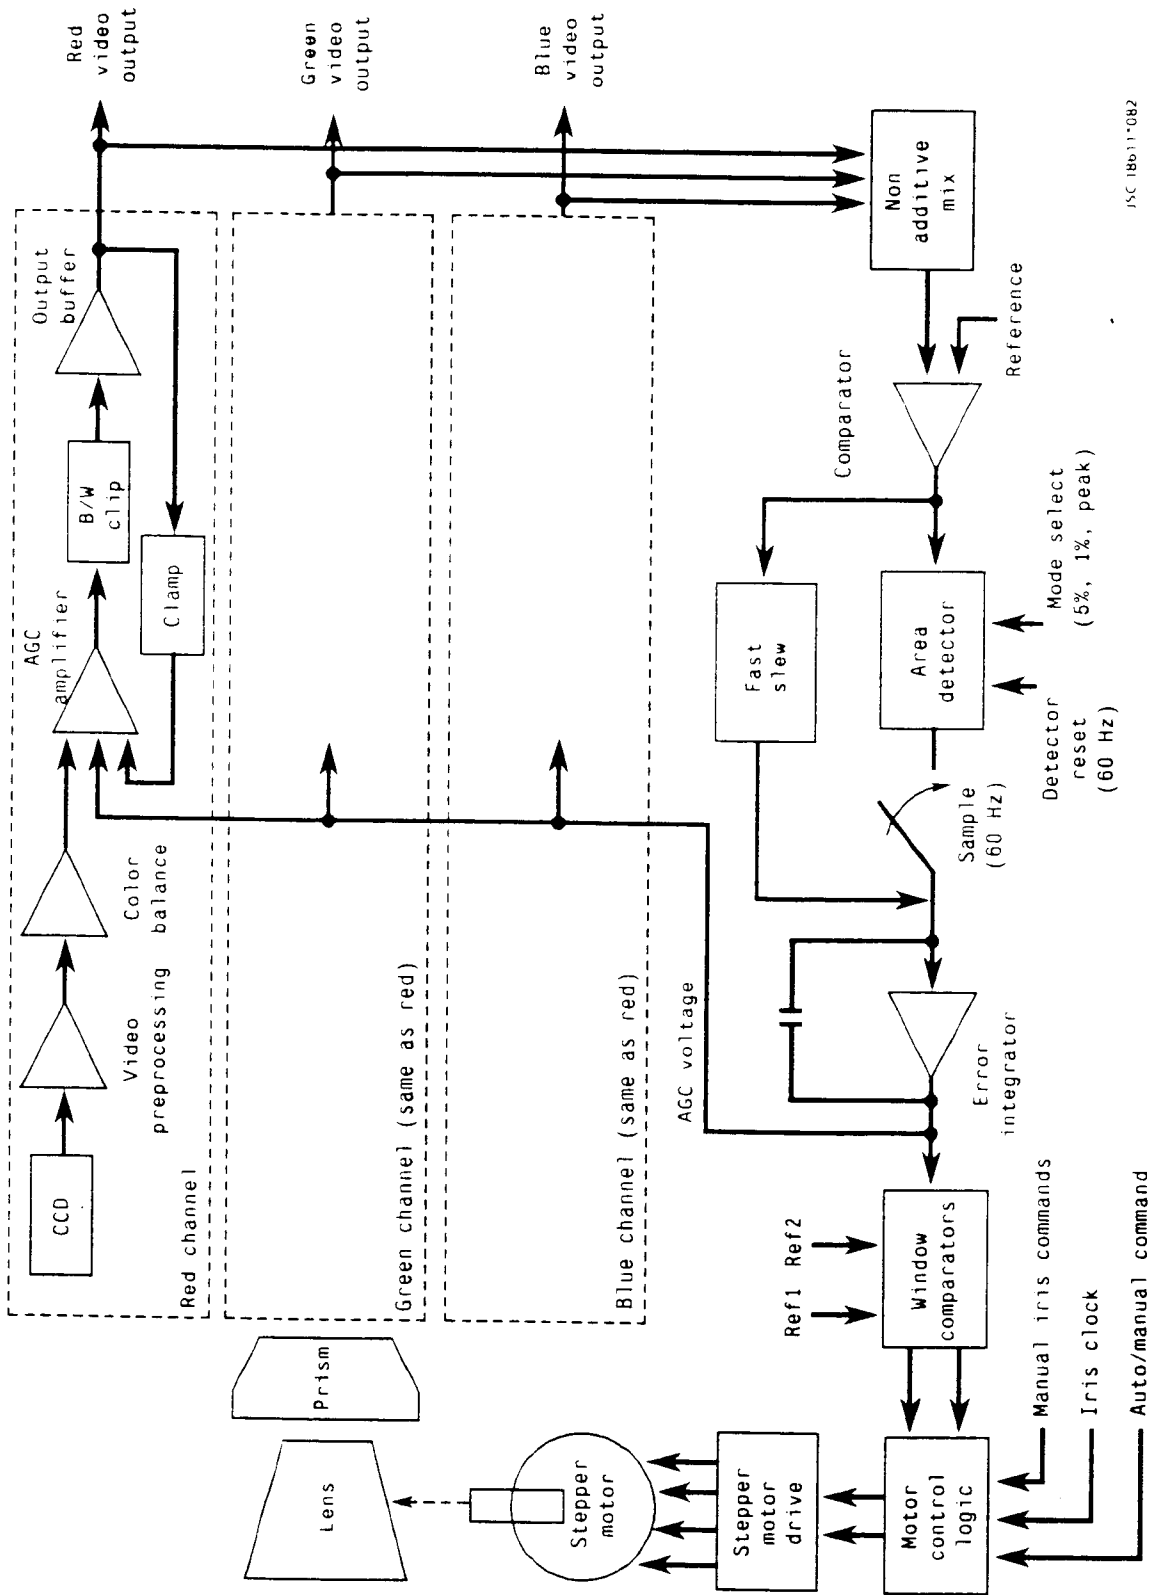 Red
video
output
Green
video
output
Blue
video
output
Output
buffer
B/W
clip
AGC
amplifier
Clamp
Color
balance
Video
preprocessing
CCD
Red channel
Green channel (same as red)
Blue channel (same as red)
Non
additive
mix
Reference
Comparator
Fast
slew
Area
detector
Mode select
(5%, 1%, peak)
Detector
reset
(60 Hz)
Sample
(60 Hz)
AGC voltage
Error
integrator
Ref1
Ref2
Window
comparators
Manual iris commands
Iris clock
Auto/manual command
Motor
control
logic
Stepper
motor
drive
Stepper
motor
Lens
Prism
JSC 18611*082